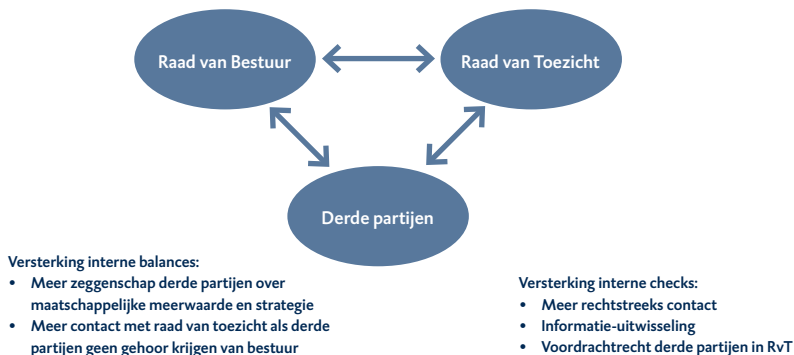 Raad van Bestuur
Raad van Toezicht
Derde partijen
Versterking interne balances:
• Meer zeggenschap derde partijen over
maatschappelijke meerwaarde en strategie
• Meer contact met raad van toezicht als derde
partijen geen gehoor krijgen van bestuur
Versterking interne checks:
• Meer rechtstreeks contact
• Informatie-uitwisseling
• Voordrachtrecht derde partijen in RvT